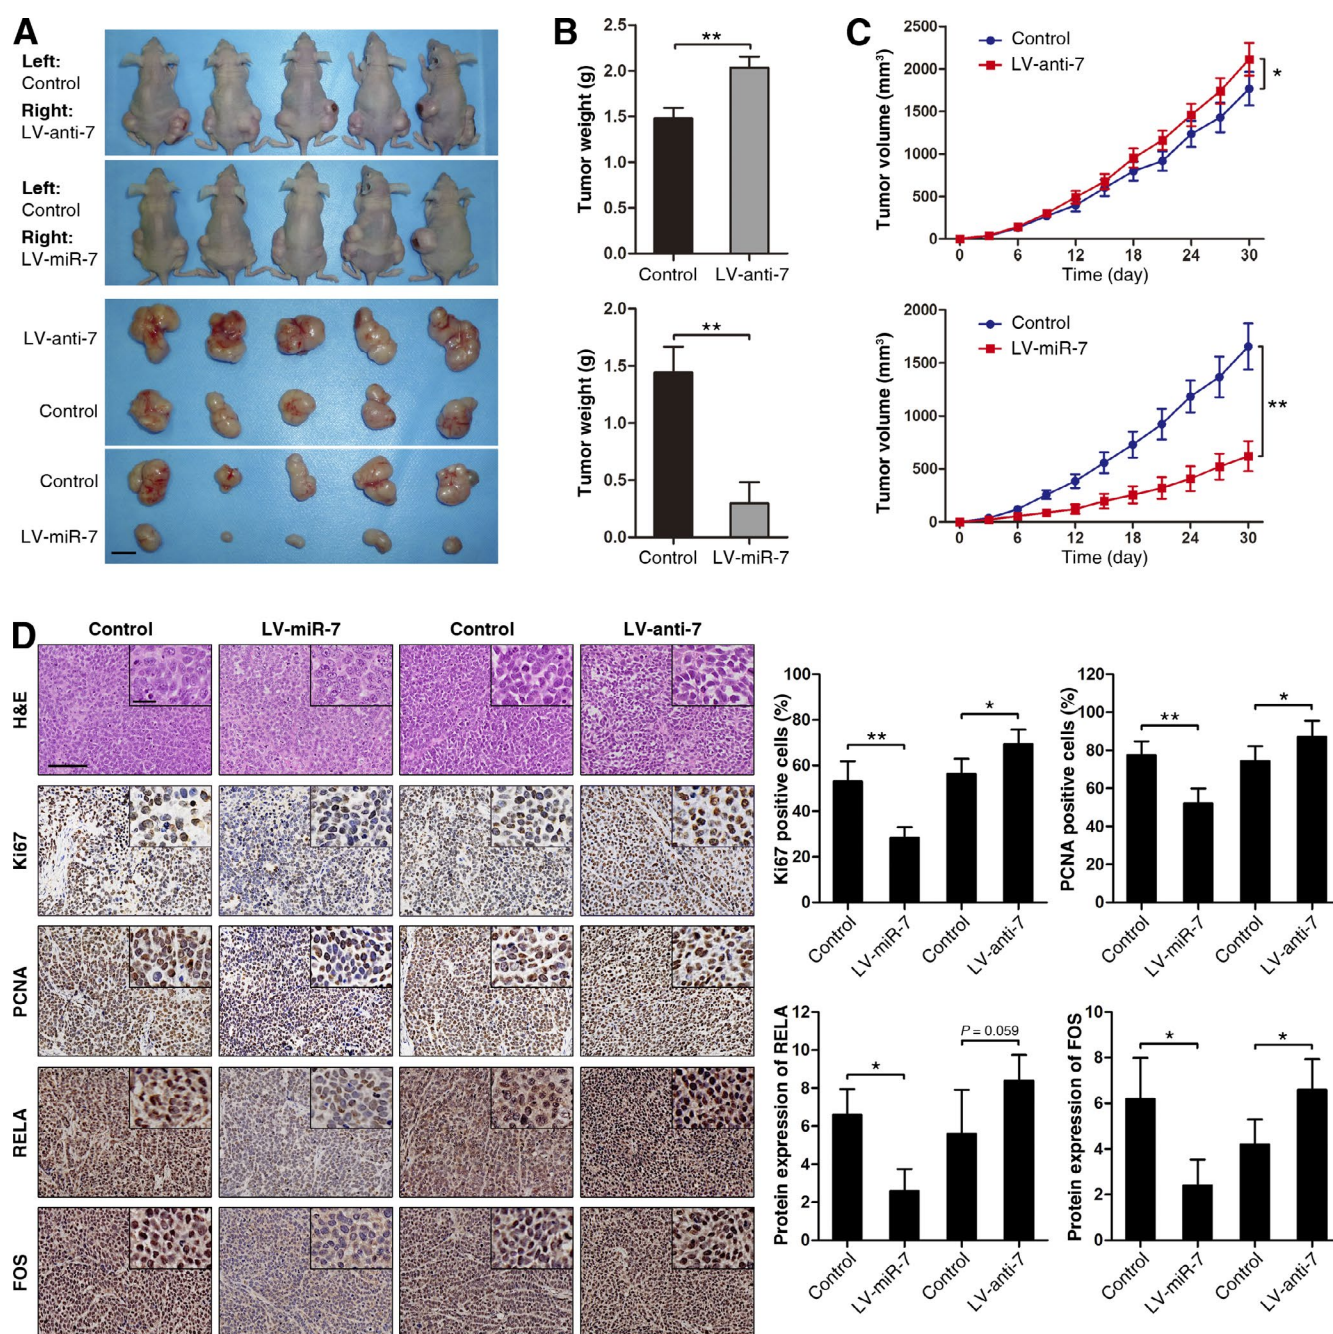 A
Left:
Control
Right:
LV-anti-7
Left:
Control
Right:
LV-miR-7
LV-anti-7
Control
Control
LV-miR-7
B
Tumor weight (g)
2.5
2.0
1.5
1.0
0.5
0.0
**
Control LV-anti-7
Tumor weight (g)
2.0
1.5
1.0
0.5
0.0
**
Control LV-miR-7
C
Control
LV-anti-7
Tumor volume (mm³)
2500
2000
1500
1000
500
0
*
0 6 12 18 24 30
Time (day)
Control
LV-miR-7
Tumor volume (mm³)
2000
1500
1000
500
0
**
0 6 12 18 24 30
Time (day)
D
Control LV-miR-7 Control LV-anti-7
H&E
Ki67
PCNA
RELA
FOS
Ki67 positive cells (%)
100
80
60
40
20
0
**
*
Control LV-miR-7 Control LV-anti-7
PCNA positive cells (%)
120
100
80
60
40
20
0
**
*
Control LV-miR-7 Control LV-anti-7
Protein expression of RELA
12
10
8
6
4
2
0
*
P = 0.059
Control LV-miR-7 Control LV-anti-7
Protein expression of FOS
10
8
6
4
2
0
*
*
Control LV-miR-7 Control LV-anti-7